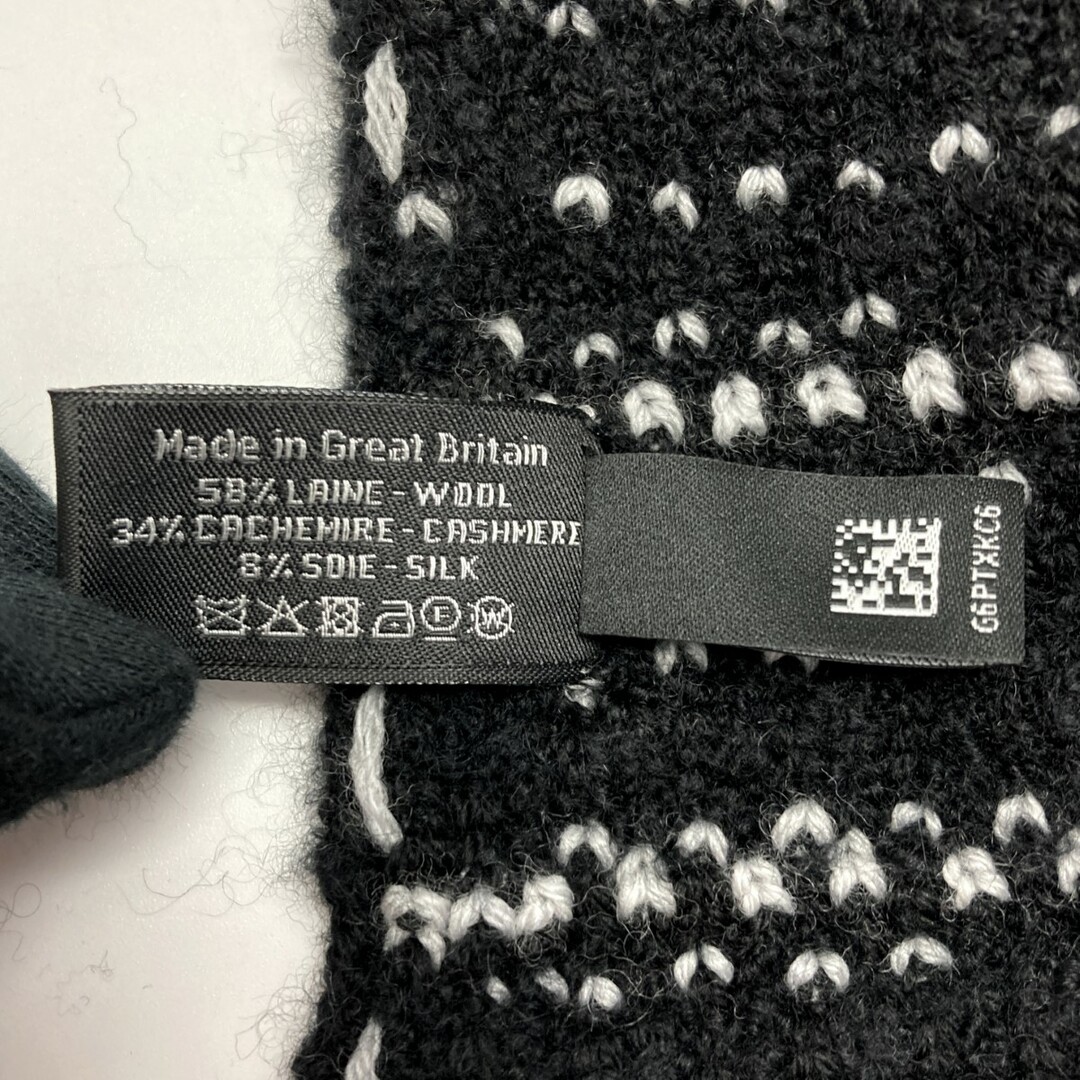 Made in Great Britain
58% LAINE - WOOL
34% CACHEMIRE - CASHMERE
8% SOIE - SILK
F W
G6PTXKC6